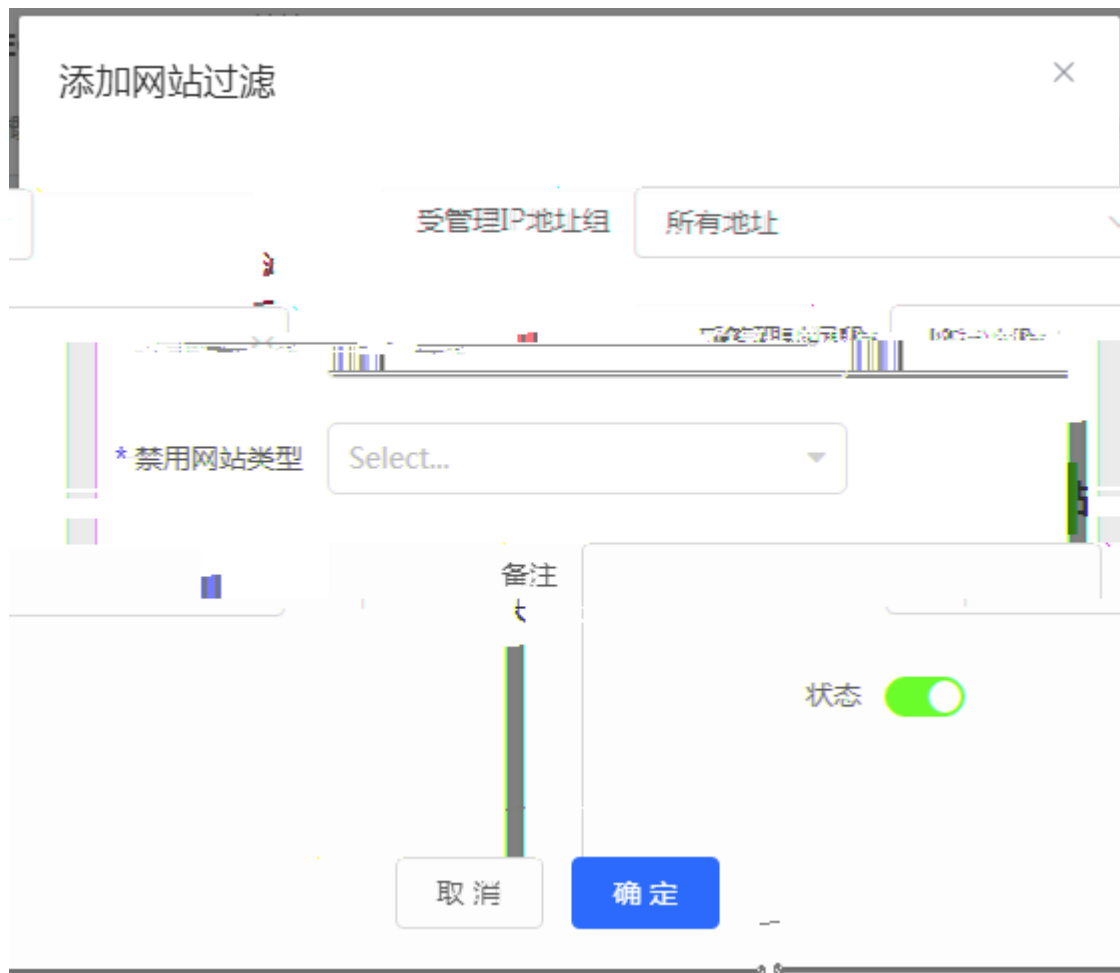 添加网站过滤
受管理IP地址组 所有地址
* 禁用网站类型 Select...
备注
状态
取消 确定